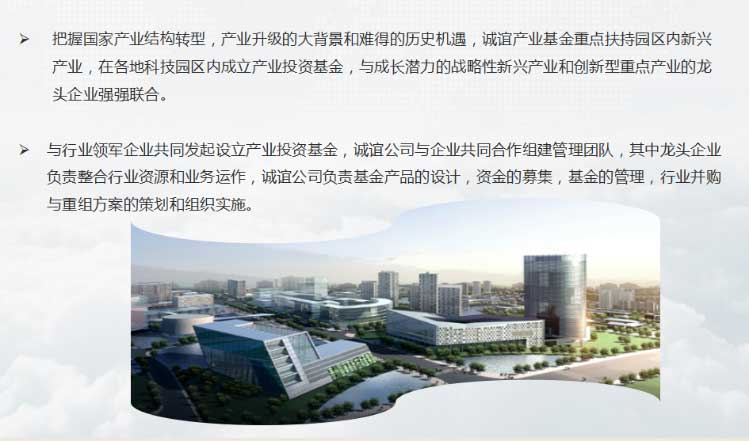 把握国家产业结构转型，产业升级的大背景和难得的历史机遇，诚谊产业基金重点扶持园区内新兴
产业，在各地科技园区内成立产业投资基金，与成长潜力的战略性新兴产业和创新型重点产业的龙
头企业强强联合。
与行业领军企业共同发起设立产业投资基金，诚谊公司与企业共同合作组建管理团队，其中龙头企业
负责整合行业资源和业务运作，诚谊公司负责基金产品的设计，资金的募集，基金的管理，行业并购
与重组方案的策划和组织实施。